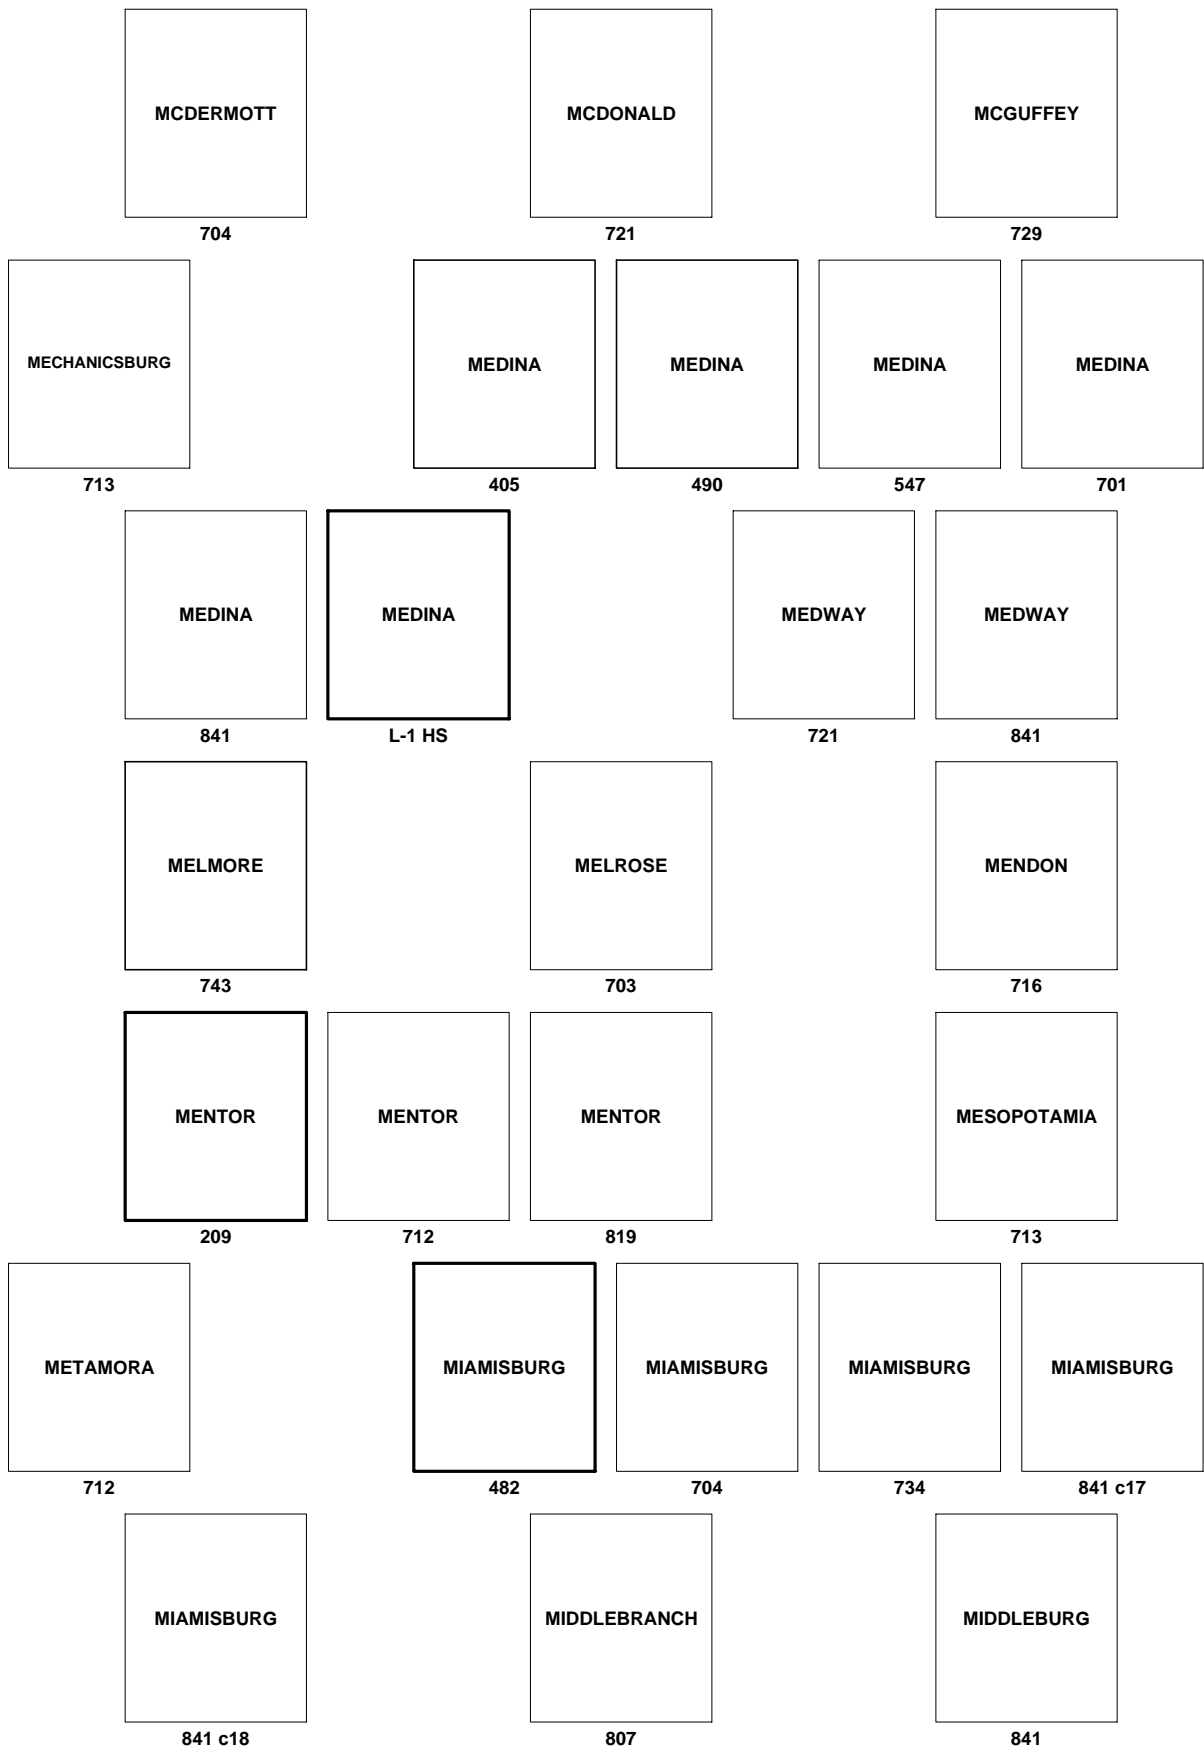 MCDERMOTT MCDONALD MCGUFFEY
704 721 729
MECHANICSBURG MEDINA MEDINA MEDINA MEDINA
713 405 490 547 701
MEDINA MEDINA MEDWAY MEDWAY
841 L-1 HS 721 841
MELMORE MELROSE MENDON
743 703 716
MENTOR MENTOR MENTOR MESOPOTAMIA
209 712 819 713
METAMORA MIAMISBURG MIAMISBURG MIAMISBURG MIAMISBURG
712 482 704 734 841 c17
MIAMISBURG MIDDLEBRANCH MIDDLEBURG
841 c18 807 841